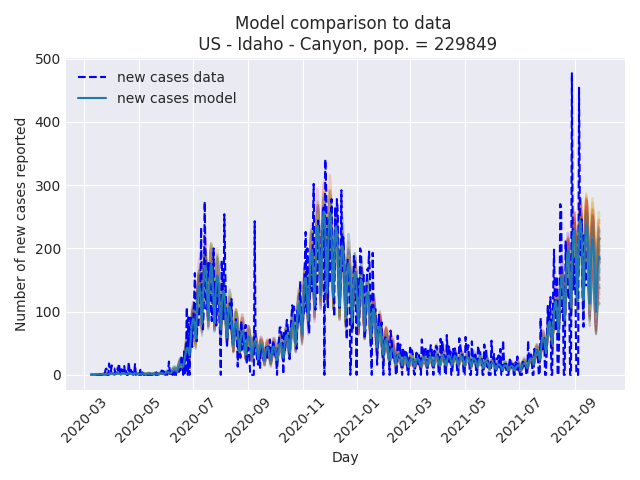 Model comparison to data
US - Idaho - Canyon, pop. = 229849
new cases data
new cases model
Number of new cases reported
500
400
300
200
100
0
2020-03
2020-05
2020-07
2020-09
2020-11
2021-01
2021-03
2021-05
2021-07
2021-09
Day